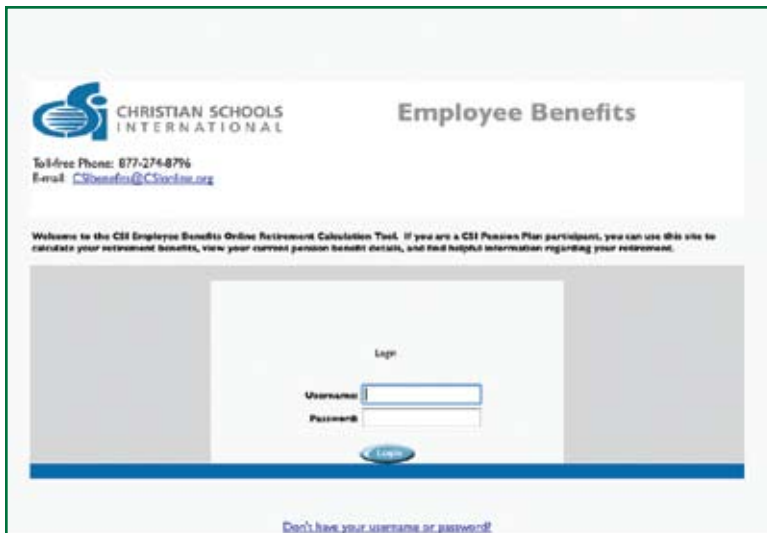 CSi
CHRISTIAN SCHOOLS
INTERNATIONAL
Employee Benefits
Toll-free Phone: 877-274-8796
E-mail: CSIbenefits@CSIonline.org
Welcome to the CSI Employee Benefits Online Retirement Calculation Tool. If you are a CSI Pension Plan participant, you can use this site to
calculate your retirement benefits, view your current pension benefit details, and find helpful information regarding your retirement.
Login
Username:
Password:
Login
Don't have your username or password?